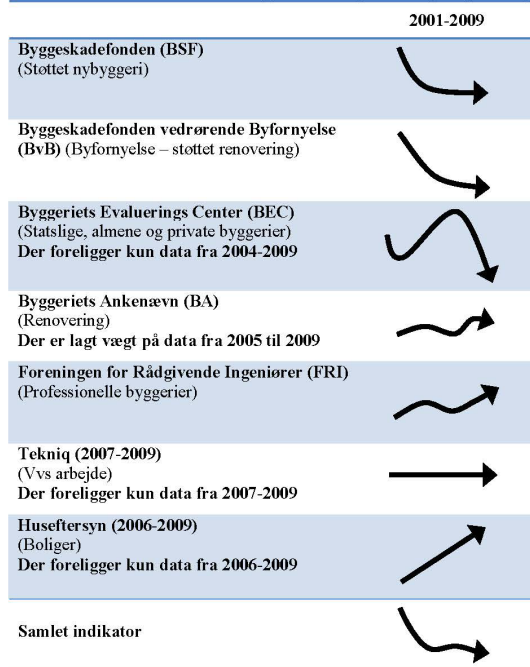 2001-2009
Byggeskadefonden (BSF)
(Støttet nybyggeri)
Byggeskadefonden vedrørende Byfornyelse
(BvB) (Byfornyelse – støttet renovering)
Byggeriets Evaluerings Center (BEC)
(Statslige, almene og private byggerier)
Der foreligger kun data fra 2004-2009
Byggeriets Ankenævn (BA)
(Renovering)
Der er lagt vægt på data fra 2005 til 2009
Foreningen for Rådgivende Ingeniører (FRI)
(Professionelle byggerier)
Tekniq (2007-2009)
(Vvs arbejde)
Der foreligger kun data fra 2007-2009
Huseftersyn (2006-2009)
(Boliger)
Der foreligger kun data fra 2006-2009
Samlet indikator